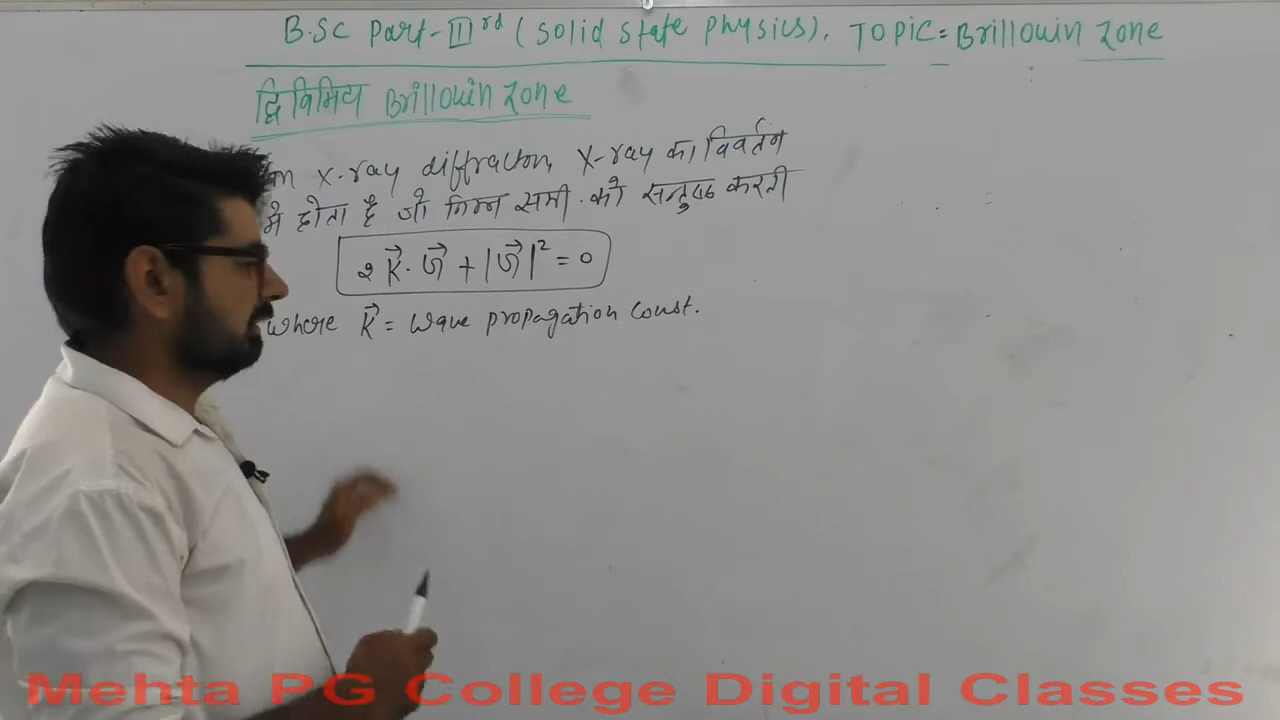 B.Sc Part-III rd (Solid State Physics), TOPIC = Brillouin Zone
द्वि विमिय Brillouin Zone
X-ray diffraction, X-ray का विवर्तन
मे होता है जो निम्न समी. को सन्तुष्ठ करती
2 K⃗ · G⃗ + |G⃗|² = 0
where K⃗ = wave propagation const.
Mehta PG College Digital Classes